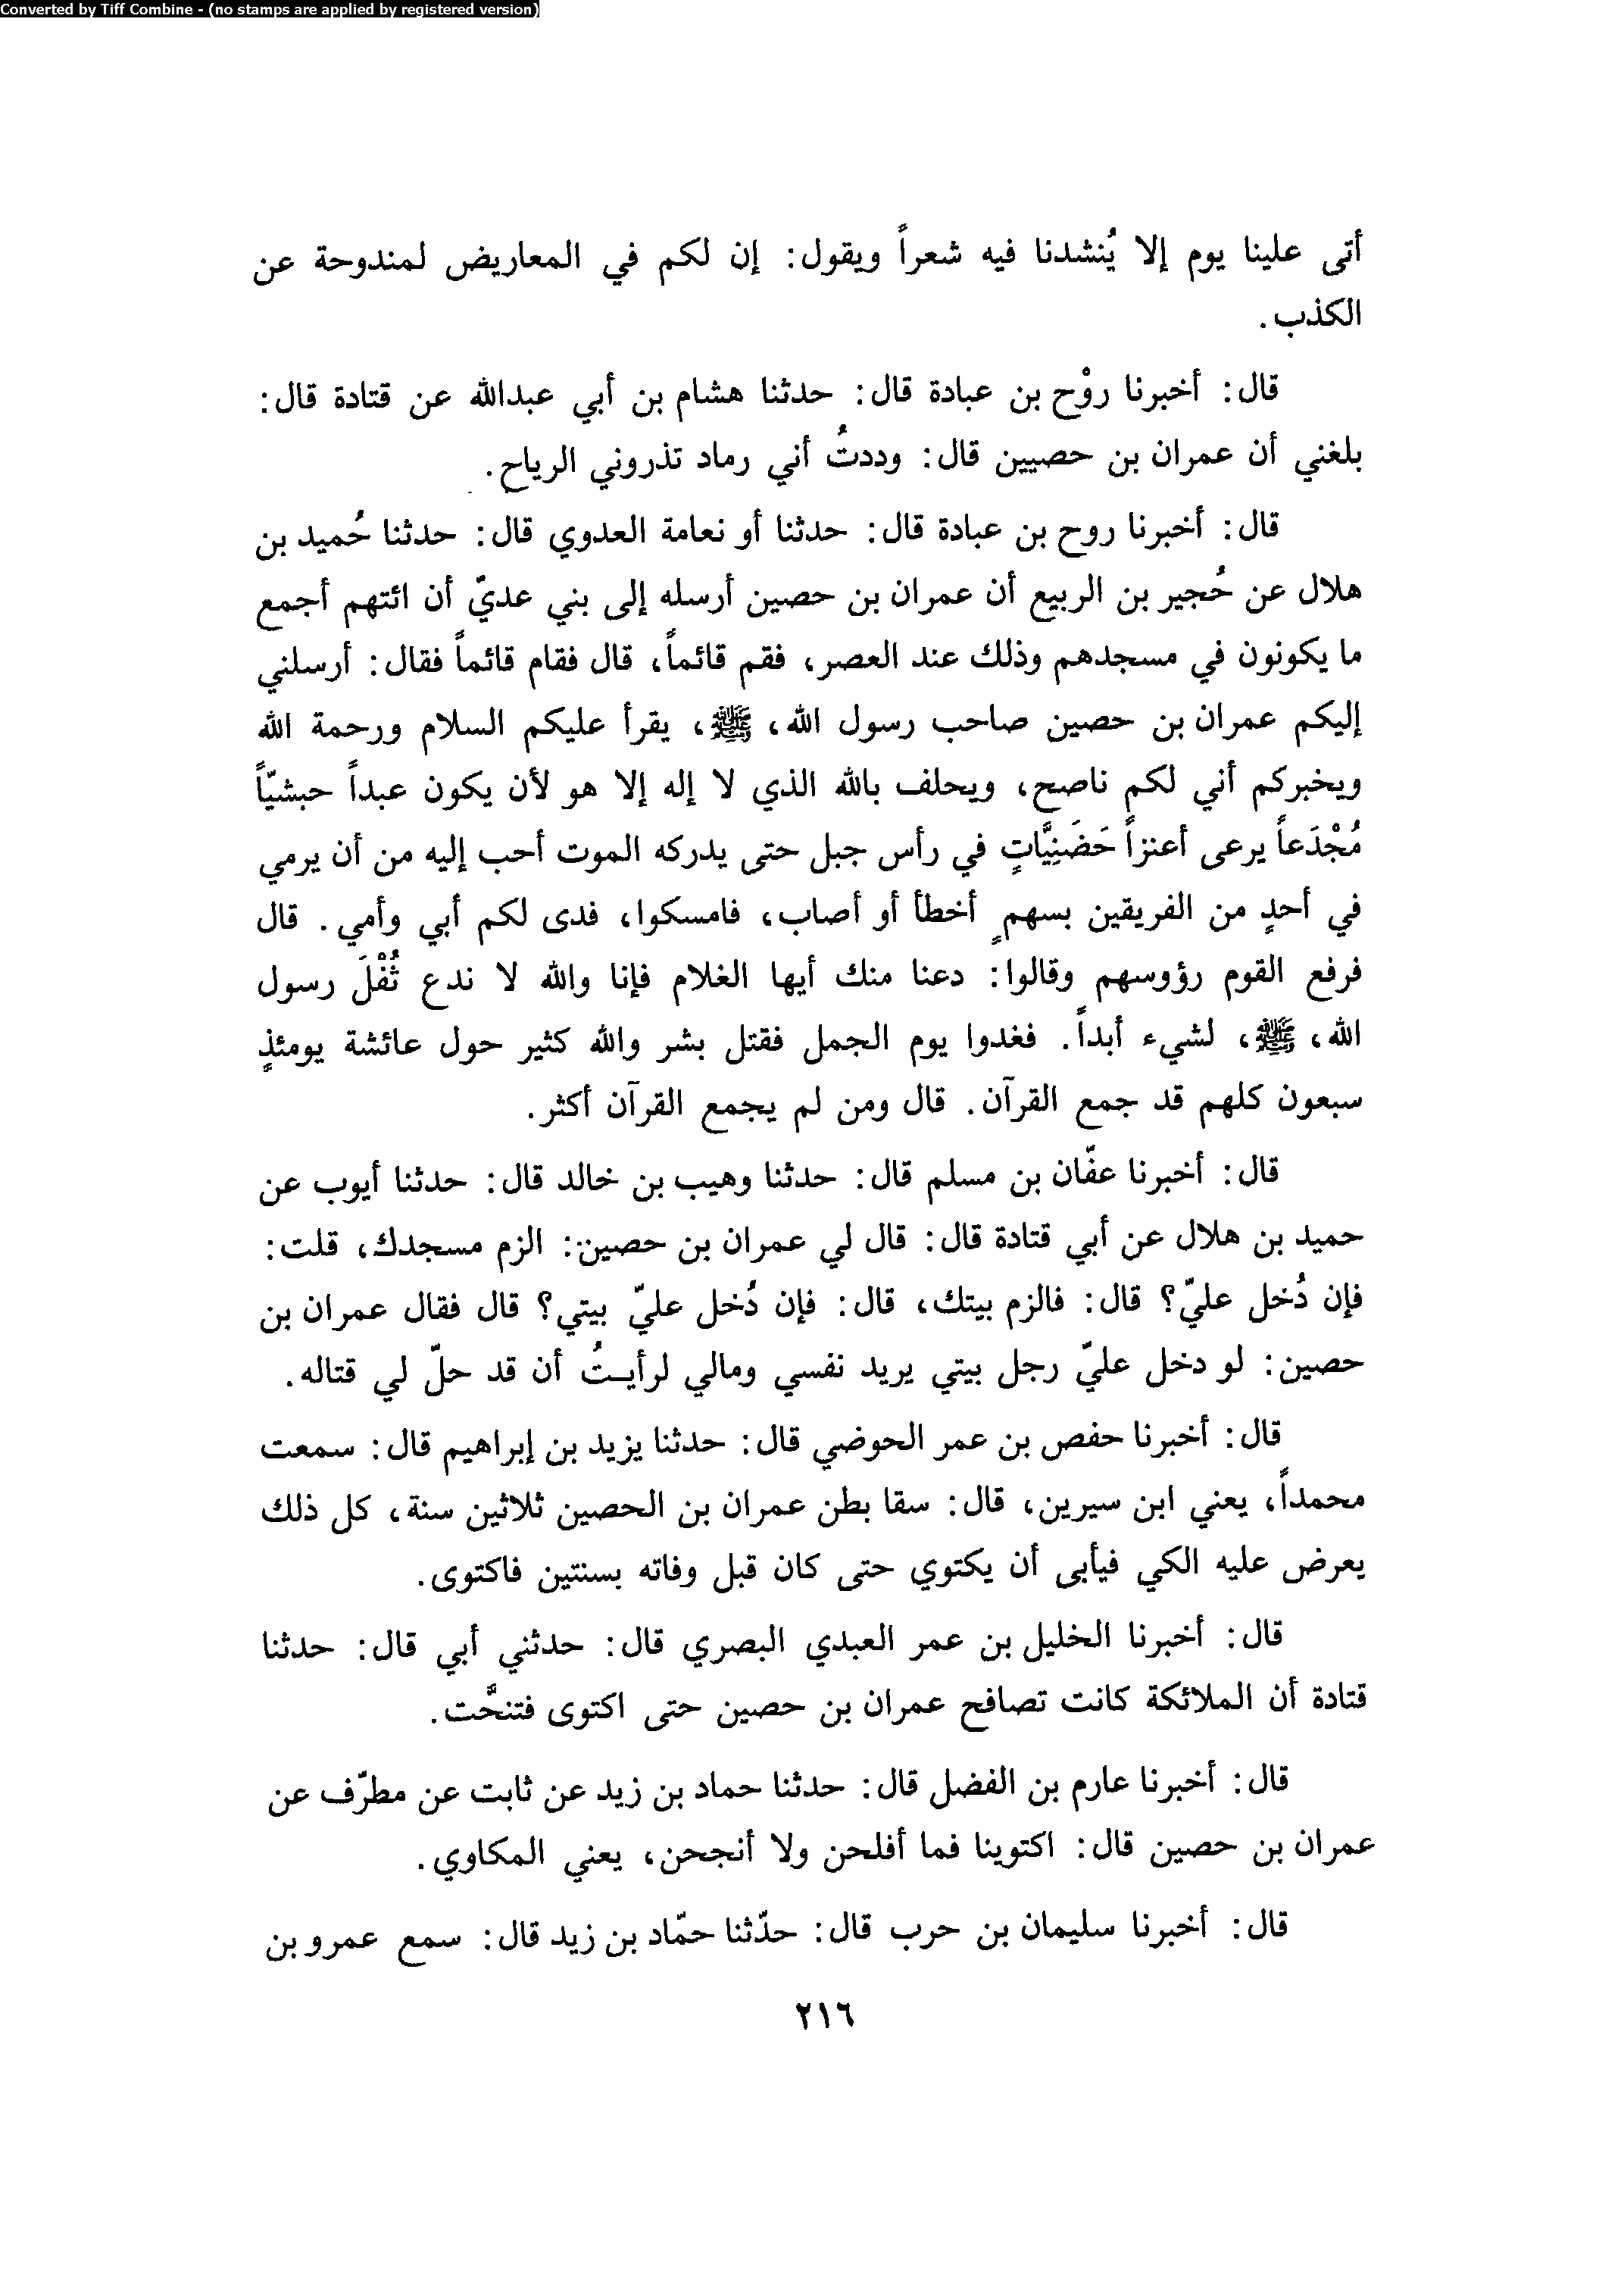 Converted by Tiff Combine - (no stamps are applied by registered version)
أتى علينا يوم إلا يُنشدنا فيه شعراً ويقول: إن لكم في المعاريض لمندوحة عن
الكذب.
قال: أخبرنا روْح بن عبادة قال: حدثنا هشام بن أبي عبدالله عن قتادة قال:
بلغني أن عمران بن حصيين قال: وددتُ أني رماد تذروني الرياح.
قال: أخبرنا روح بن عبادة قال: حدثنا أو نعامة العدوي قال: حدثنا حُميد بن
هلال عن حُجير بن الربيع أن عمران بن حصين أرسله إلى بني عديّ أن ائتهم أجمع
ما يكونون في مسجدهم وذلك عند العصر، فقم قائماً، قال فقام قائماً فقال: أرسلني
إليكم عمران بن حصين صاحب رسول الله، ﷺ، يقرأ عليكم السلام ورحمة الله
ويخبركم أني لكم ناصح، ويحلف بالله الذي لا إله إلا هو لأن يكون عبداً حبشيّاً
مُجْدَعاً يرعى أعنزاً حَضَنِيَّاتٍ في رأس جبل حتى يدركه الموت أحب إليه من أن يرمي
في أحدٍ من الفريقين بسهمٍ أخطأ أو أصاب، فامسكوا، فدى لكم أبي وأمي. قال
فرفع القوم رؤوسهم وقالوا: دعنا منك أيها الغلام فإنا والله لا ندع ثُفْلَ رسول
الله، ﷺ، لشيء أبداً. فغدوا يوم الجمل فقتل بشر والله كثير حول عائشة يومئذٍ
سبعون كلهم قد جمع القرآن. قال ومن لم يجمع القرآن أكثر.
قال: أخبرنا عفّان بن مسلم قال: حدثنا وهيب بن خالد قال: حدثنا أيوب عن
حميد بن هلال عن أبي قتادة قال: قال لي عمران بن حصين: الزم مسجدك، قلت:
فإن دُخل عليّ؟ قال: فالزم بيتك، قال: فإن دُخل عليّ بيتي؟ قال فقال عمران بن
حصين: لو دخل عليّ رجل بيتي يريد نفسي ومالي لرأيتُ أن قد حلّ لي قتاله.
قال: أخبرنا حفص بن عمر الحوضي قال: حدثنا يزيد بن إبراهيم قال: سمعت
محمداً، يعني ابن سيرين، قال: سقا بطن عمران بن الحصين ثلاثين سنة، كل ذلك
يعرض عليه الكي فيأبى أن يكتوي حتى كان قبل وفاته بسنتين فاكتوى.
قال: أخبرنا الخليل بن عمر العبدي البصري قال: حدثني أبي قال: حدثنا
قتادة أن الملائكة كانت تصافح عمران بن حصين حتى اكتوى فتنحَّت.
قال: أخبرنا عارم بن الفضل قال: حدثنا حماد بن زيد عن ثابت عن مطرّف عن
عمران بن حصين قال: اكتوينا فما أفلحن ولا أنجحن، يعني المكاوي.
قال: أخبرنا سليمان بن حرب قال: حدّثنا حمّاد بن زيد قال: سمع عمرو بن
٢١٦